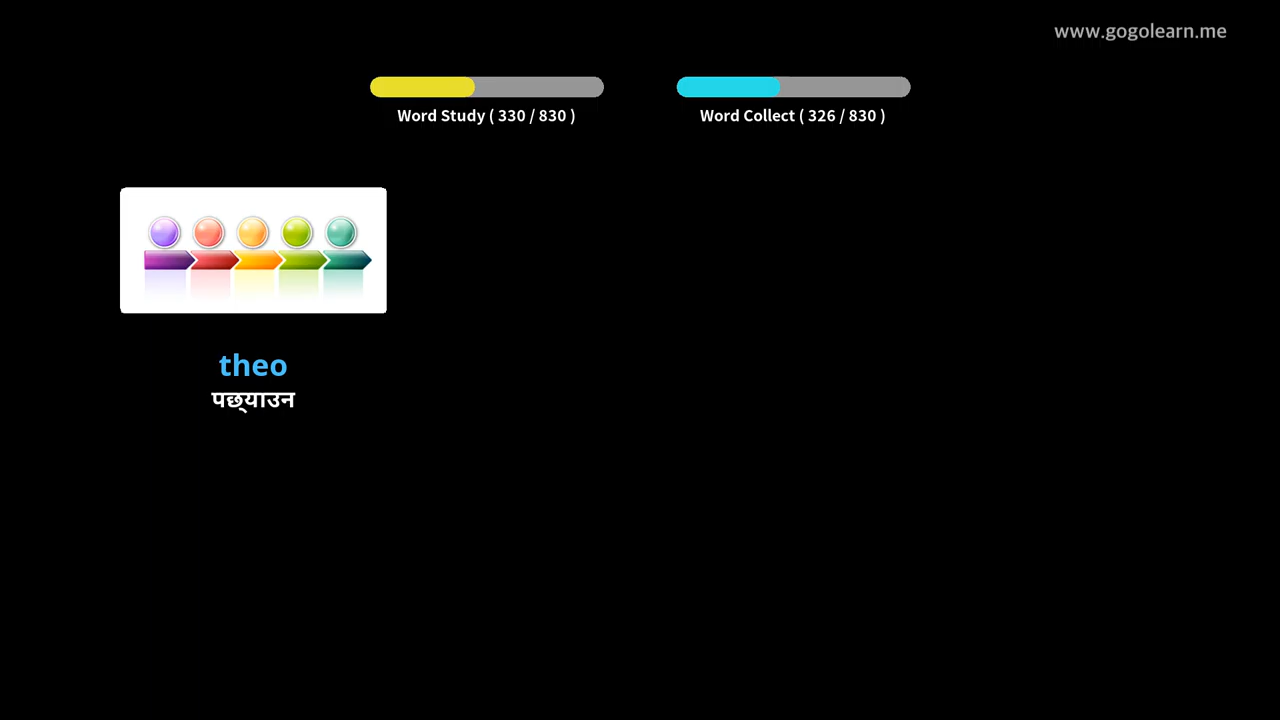 www.gogolearn.me
Word Study ( 330 / 830 )
Word Collect ( 326 / 830 )
theo
पछ्याउन